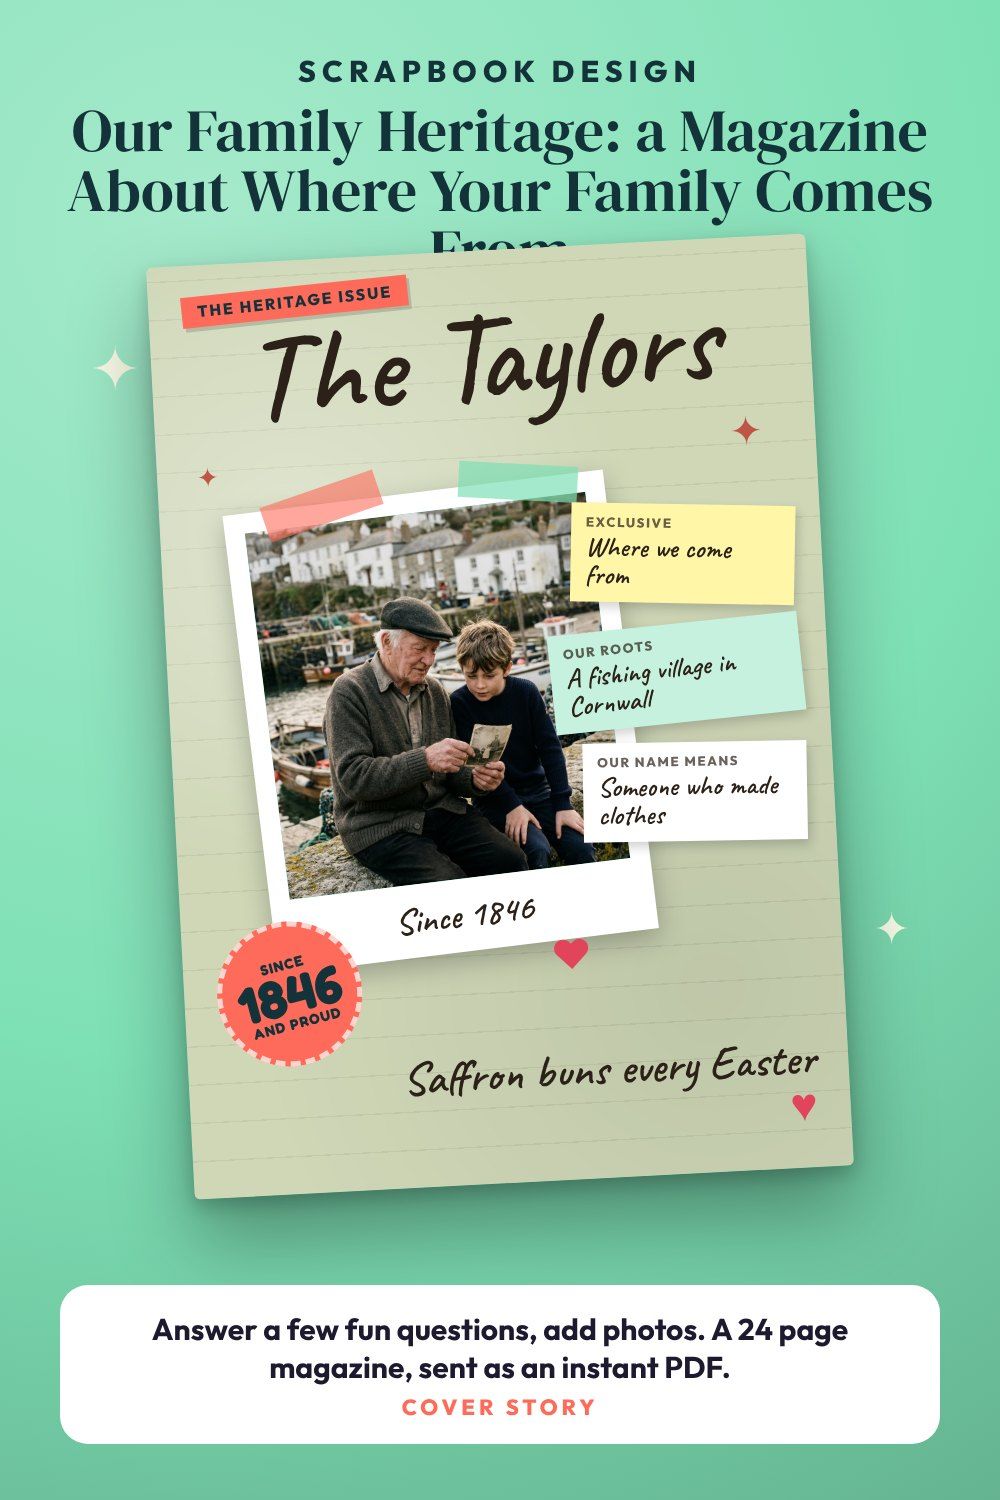 SCRAPBOOK DESIGN
Our Family Heritage: a Magazine
About Where Your Family Comes
From
THE HERITAGE ISSUE
The Taylors
EXCLUSIVE
Where we come
from
OUR ROOTS
A fishing village in
Cornwall
OUR NAME MEANS
Someone who made
clothes
Since 1846
SINCE
1846
AND PROUD
Saffron buns every Easter
Answer a few fun questions, add photos. A 24 page
magazine, sent as an instant PDF.
COVER STORY